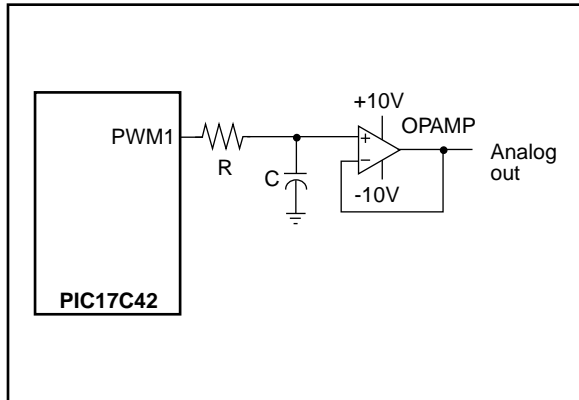 +10V
OPAMP
PWM1
+
−
Analog
out
R
C
-10V
PIC17C42